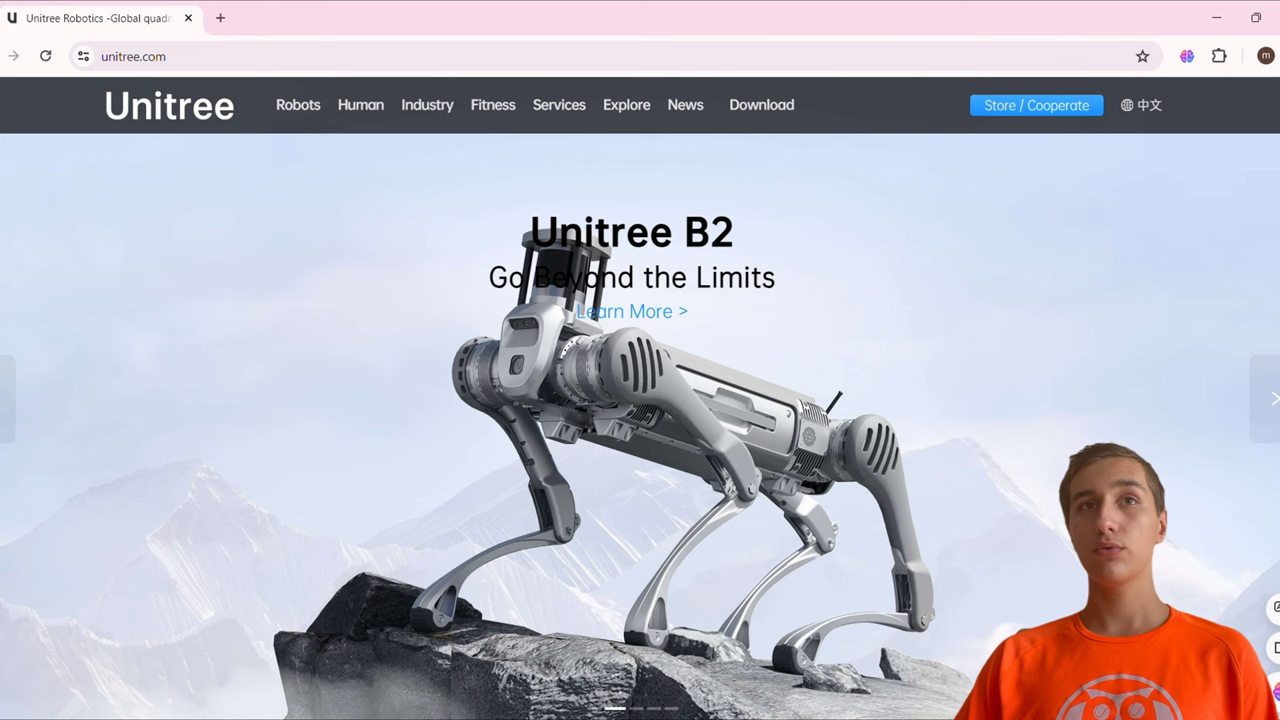 Unitree Robotics -Global quadr
unitree.com
m
Unitree
Robots Human Industry Fitness Services Explore News Download
Store / Cooperate
中文
Unitree B2
Go Beyond the Limits
Learn More >